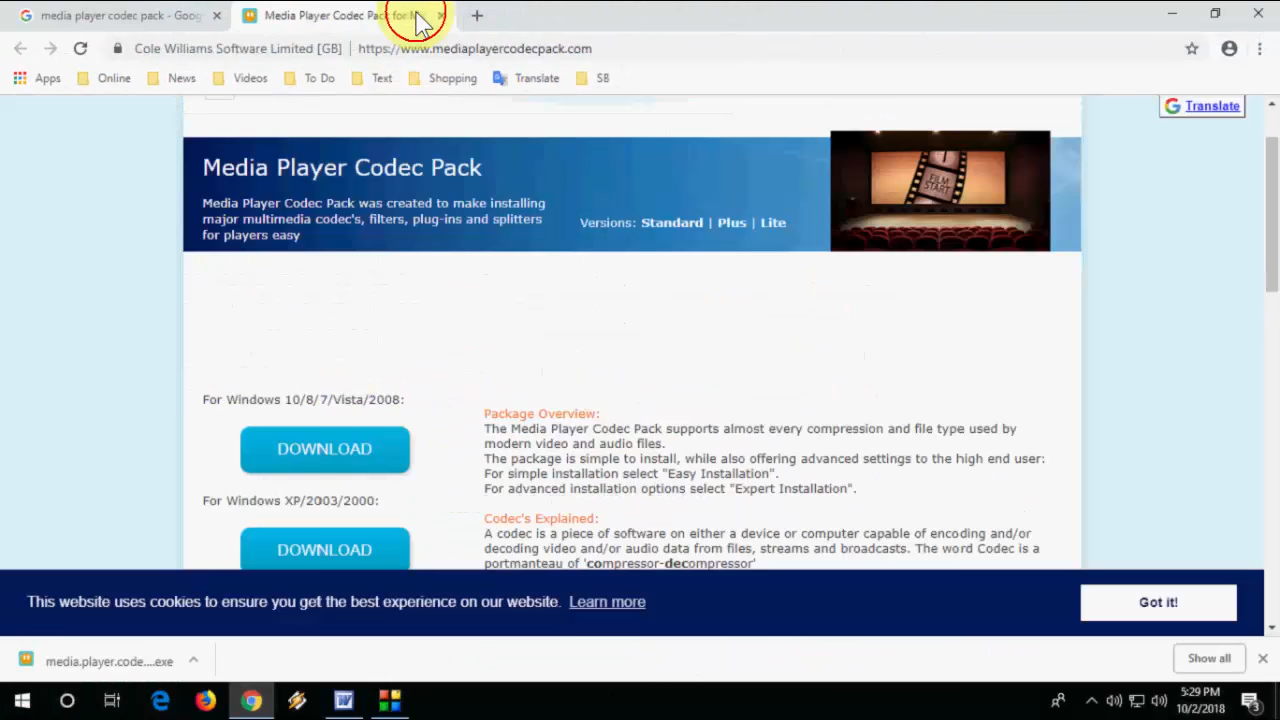 media player codec pack - Goog
Media Player Codec Pack for M
Cole Williams Software Limited [GB] | https://www.mediaplayercodecpack.com
Apps Online News Videos To Do Text Shopping Translate SB
Translate
Media Player Codec Pack
Media Player Codec Pack was created to make installing
major multimedia codec's, filters, plug-ins and splitters
for players easy
Versions: Standard | Plus | Lite
FILM
START
For Windows 10/8/7/Vista/2008:
DOWNLOAD
For Windows XP/2003/2000:
DOWNLOAD
Package Overview:
The Media Player Codec Pack supports almost every compression and file type used by
modern video and audio files.
The package is simple to install, while also offering advanced settings to the high end user:
For simple installation select "Easy Installation".
For advanced installation options select "Expert Installation".
Codec's Explained:
A codec is a piece of software on either a device or computer capable of encoding and/or
decoding video and/or audio data from files, streams and broadcasts. The word Codec is a
portmanteau of 'compressor-decompressor'
This website uses cookies to ensure you get the best experience on our website. Learn more
Got it!
media.player.code....exe
Show all
5:29 PM
10/2/2018
3